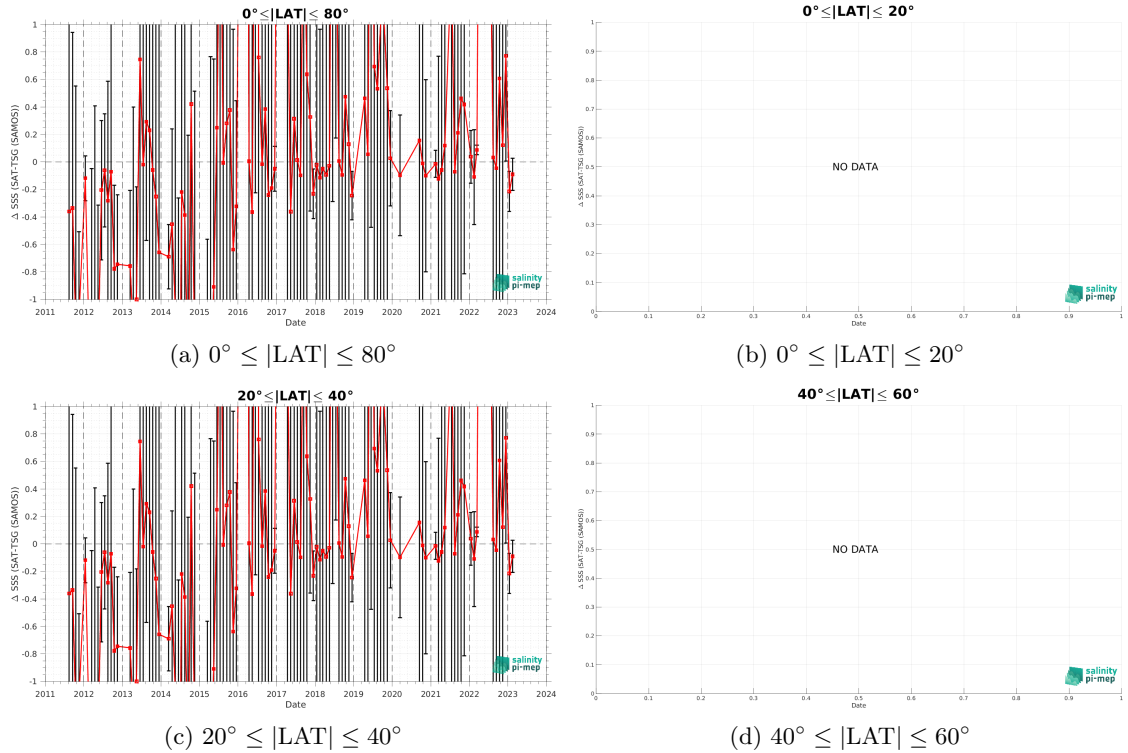 0°≤|LAT|≤ 80°
Δ SSS (SAT-TSG (SAMOS))
1
0.8
0.6
0.4
0.2
0
-0.2
-0.4
-0.6
-0.8
-1
2011 2012 2013 2014 2015 2016 2017 2018 2019 2020 2021 2022 2023 2024
Date
salinity
pi-mep
(a) 0° ≤ |LAT| ≤ 80°
0°≤|LAT|≤ 20°
Δ SSS (SAT-TSG (SAMOS))
1
0.9
0.8
0.7
0.6
0.5
0.4
0.3
0.2
0.1
0
NO DATA
0 0.1 0.2 0.3 0.4 0.5 0.6 0.7 0.8 0.9 1
Date
salinity
pi-mep
(b) 0° ≤ |LAT| ≤ 20°
20°≤|LAT|≤ 40°
Δ SSS (SAT-TSG (SAMOS))
1
0.8
0.6
0.4
0.2
0
-0.2
-0.4
-0.6
-0.8
-1
2011 2012 2013 2014 2015 2016 2017 2018 2019 2020 2021 2022 2023 2024
Date
salinity
pi-mep
(c) 20° ≤ |LAT| ≤ 40°
40°≤|LAT|≤ 60°
Δ SSS (SAT-TSG (SAMOS))
1
0.9
0.8
0.7
0.6
0.5
0.4
0.3
0.2
0.1
0
NO DATA
0 0.1 0.2 0.3 0.4 0.5 0.6 0.7 0.8 0.9 1
Date
salinity
pi-mep
(d) 40° ≤ |LAT| ≤ 60°